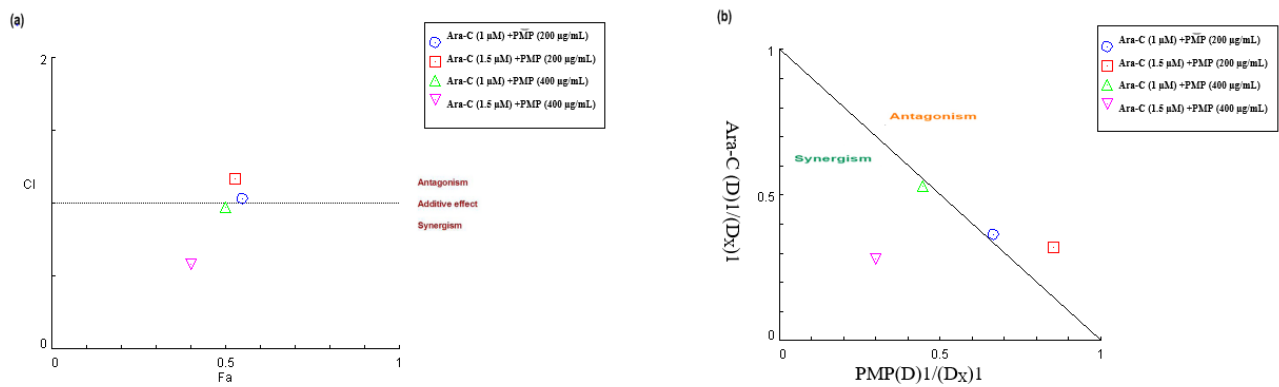 (a)
Ara-C (1 µM) +PMP (200 µg/mL)
Ara-C (1.5 µM) +PMP (200 µg/mL)
Ara-C (1 µM) +PMP (400 µg/mL)
Ara-C (1.5 µM) +PMP (400 µg/mL)
2
CI
0
Antagonism
Additive effect
Synergism
0
0.5
1
Fa
(b)
Ara-C (1 µM) +PMP (200 µg/mL)
Ara-C (1.5 µM) +PMP (200 µg/mL)
Ara-C (1 µM) +PMP (400 µg/mL)
Ara-C (1.5 µM) +PMP (400 µg/mL)
1
Antagonism
Synergism
0.5
Ara-C (D)1/(DX)1
0
0
0.5
1
PMP(D)1/(DX)1